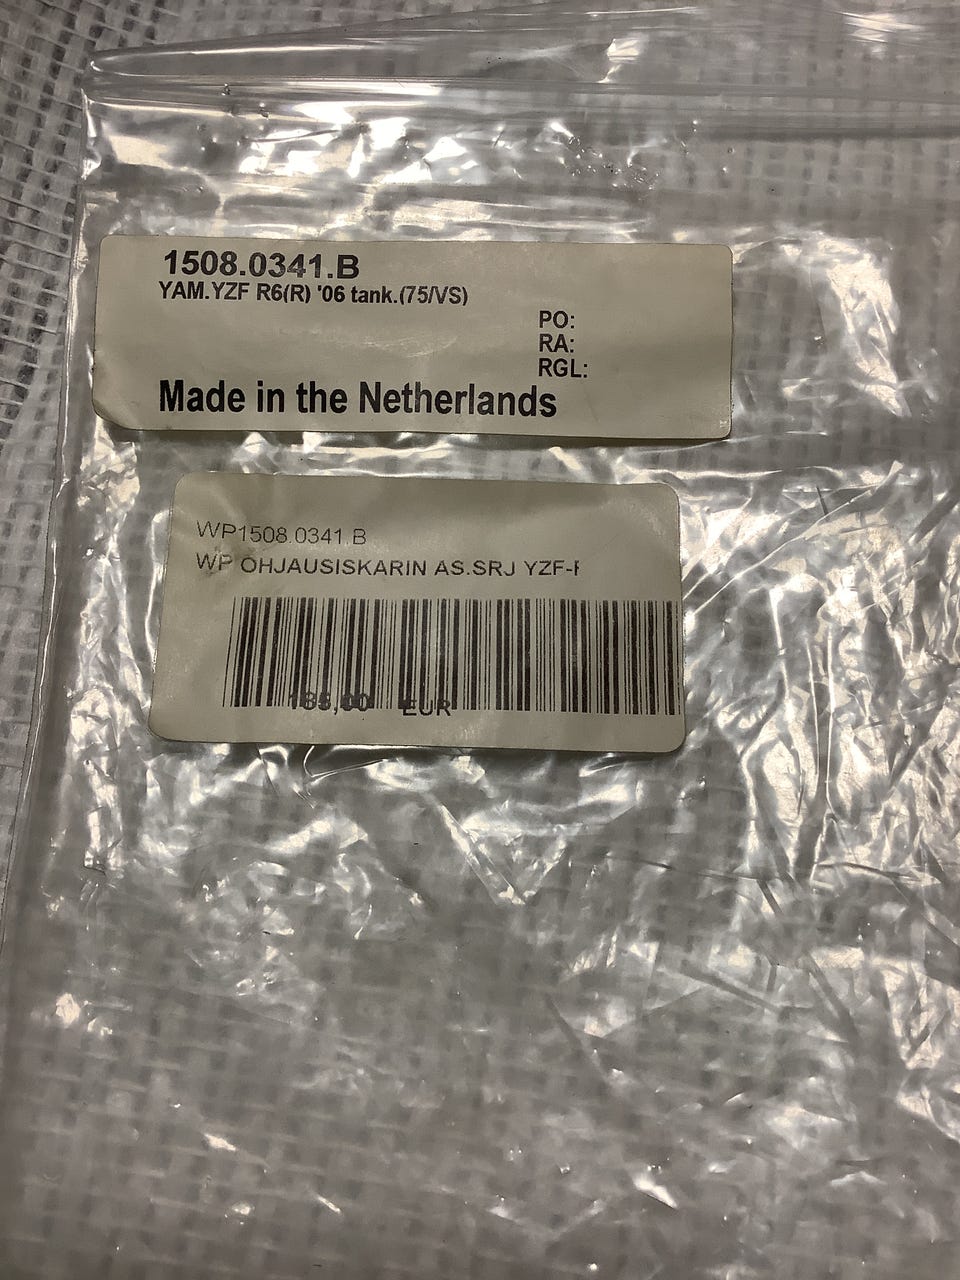 1508.0341.B
YAM.YZF R6(R) '06 tank.(75/VS)
PO:
RA:
RGL:
Made in the Netherlands
WP1508.0341.B
WP OHJAUSISKARIN AS.SRJ YZF-
EUR